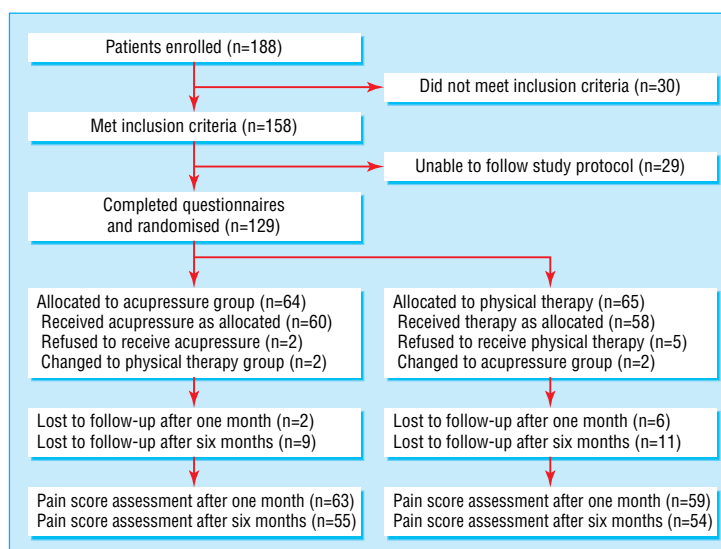 Patients enrolled (n=188)
Did not meet inclusion criteria (n=30)
Met inclusion criteria (n=158)
Unable to follow study protocol (n=29)
Completed questionnaires
and randomised (n=129)
Allocated to acupressure group (n=64)
Received acupressure as allocated (n=60)
Refused to receive acupressure (n=2)
Changed to physical therapy group (n=2)
Allocated to physical therapy (n=65)
Received therapy as allocated (n=58)
Refused to receive physical therapy (n=5)
Changed to acupressure group (n=2)
Lost to follow-up after one month (n=2)
Lost to follow-up after six months (n=9)
Lost to follow-up after one month (n=6)
Lost to follow-up after six months (n=11)
Pain score assessment after one month (n=63)
Pain score assessment after six months (n=55)
Pain score assessment after one month (n=59)
Pain score assessment after six months (n=54)